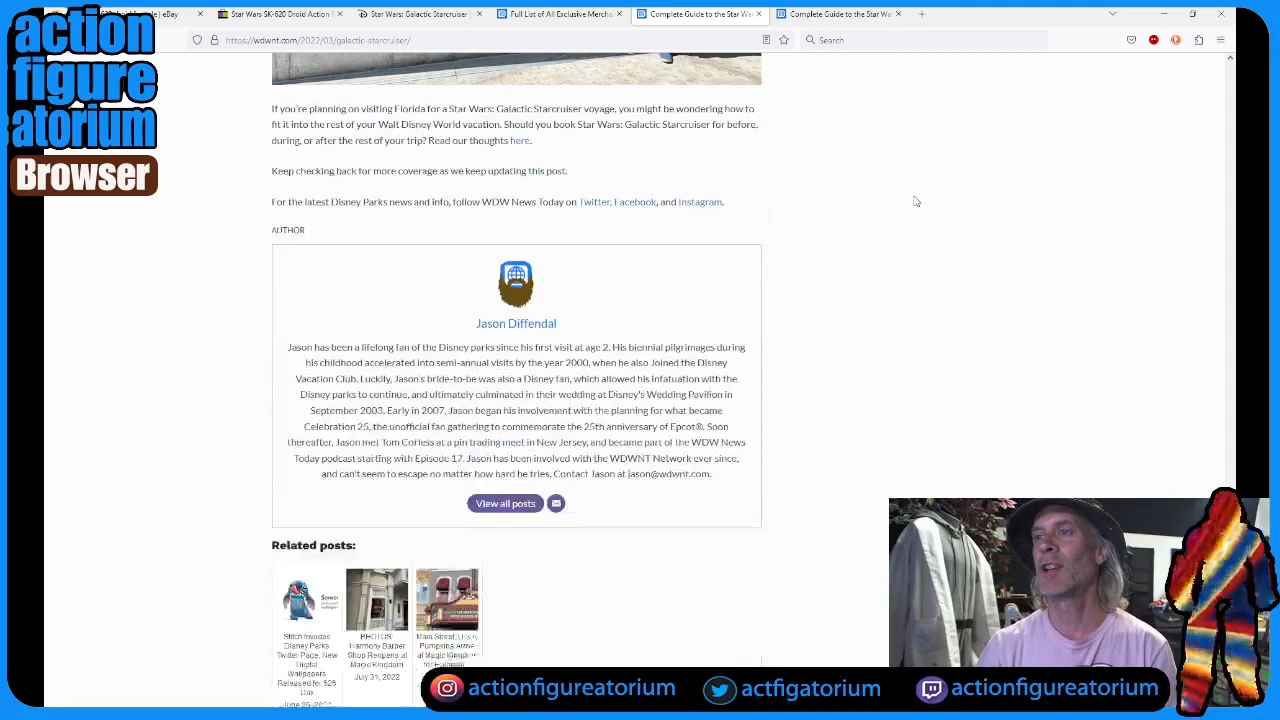 action
figure
atorium
Browser
eBay
Star Wars SK-620 Droid Action F
Star Wars: Galactic Starcruiser
Full List of All Exclusive Mercha
Complete Guide to the Star War
Complete Guide to the Star Wa
https://wdwnt.com/2022/03/galactic-starcruiser/
Search
If you're planning on visiting Florida for a Star Wars: Galactic Starcruiser voyage, you might be wondering how to
fit it into the rest of your Walt Disney World vacation. Should you book Star Wars: Galactic Starcruiser for before,
during, or after the rest of your trip? Read our thoughts here.
Keep checking back for more coverage as we keep updating this post.
For the latest Disney Parks news and info, follow WDW News Today on Twitter, Facebook, and Instagram.
AUTHOR
Jason Diffendal
Jason has been a lifelong fan of the Disney parks since his first visit at age 2. His biennial pilgrimages during
his childhood accelerated into semi-annual visits by the year 2000, when he also joined the Disney
Vacation Club. Luckily, Jason's bride-to-be was also a Disney fan, which allowed his infatuation with the
Disney parks to continue, and ultimately culminated in their wedding at Disney's Wedding Pavilion in
September 2003. Early in 2007, Jason began his involvement with the planning for what became
Celebration 25, the unofficial fan gathering to commemorate the 25th anniversary of Epcot®. Soon
thereafter, Jason met Tom Corless at a pin trading meet in New Jersey, and became part of the WDW News
Today podcast starting with Episode 17. Jason has been involved with the WDWNT Network ever since,
and can't seem to escape no matter how hard he tries. Contact Jason at jason@wdwnt.com.
View all posts
Related posts:
Stitch Invades
Disney Parks
Twitter Page, New
Digital
Wallpapers
Released for 626
Day
PHOTOS:
Harmony Barber
Shop Reopens at
Magic Kingdom
July 31, 2022
Main Street, U.S.A.
Pumpkins Arrive
at Magic Kingdom
actionfigureatorium
actfigatorium
actionfigureatorium